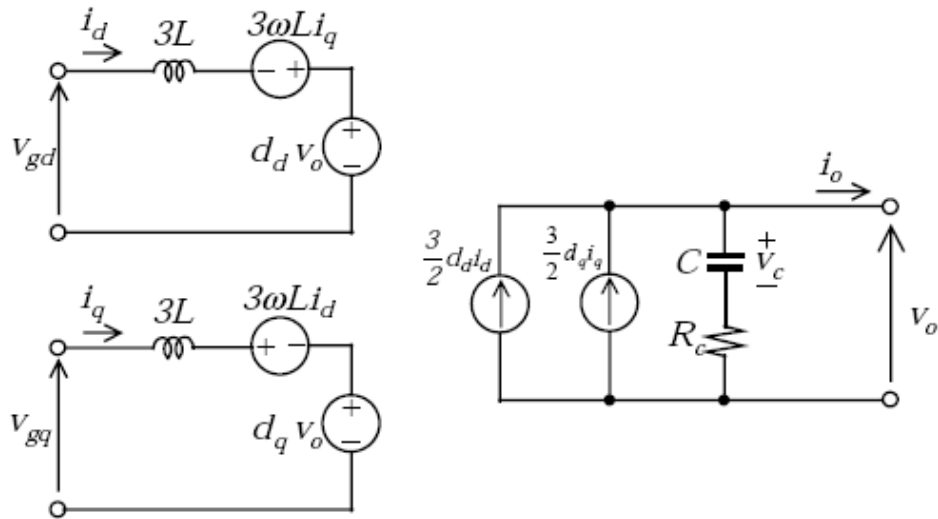 i_d 3L 3ωLi_q
− +
v_gd d_d v_o + −
i_q 3L 3ωLi_d
+ −
v_gq d_q v_o + −
i_o
3/2 d_d i_d 3/2 d_q i_q C + v_c −
R_c v_o